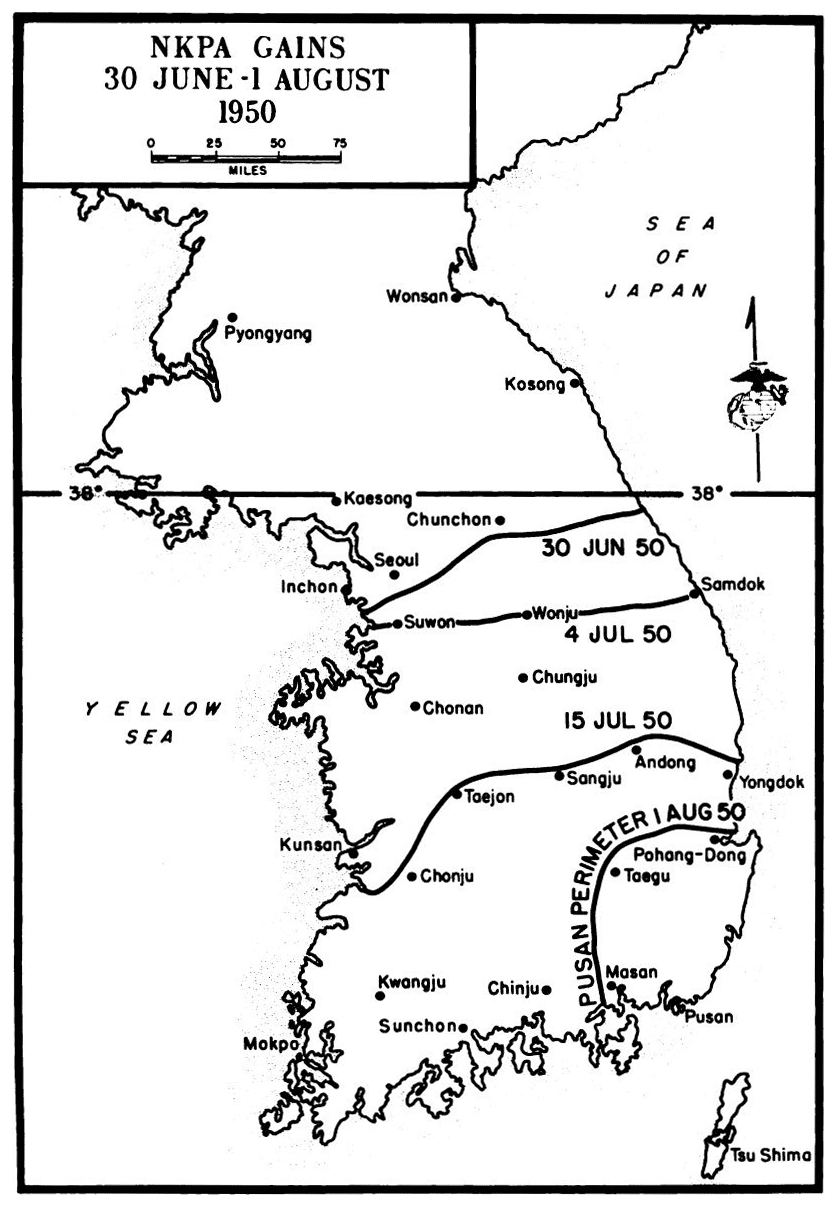 NKPA GAINS
30 JUNE-1 AUGUST
1950
0 25 50 75
MILES
SEA
OF
JAPAN
Wonsan
Pyongyang
Kosong
38° 38°
Kaesong
Chunchon
30 JUN 50
Seoul
Inchon
Samdok
Suwon
Wonju
4 JUL 50
Chungju
YELLOW
SEA
Chonan
15 JUL 50
Andong
Sangju
Yongdok
Taejon
PUSAN PERIMETER 1 AUG 50
Kunsan
Pohang-Dong
Chonju
Taegu
Masan
Kwangju
Chinju
Pusan
Sunchon
Mokpo
Tsu Shima